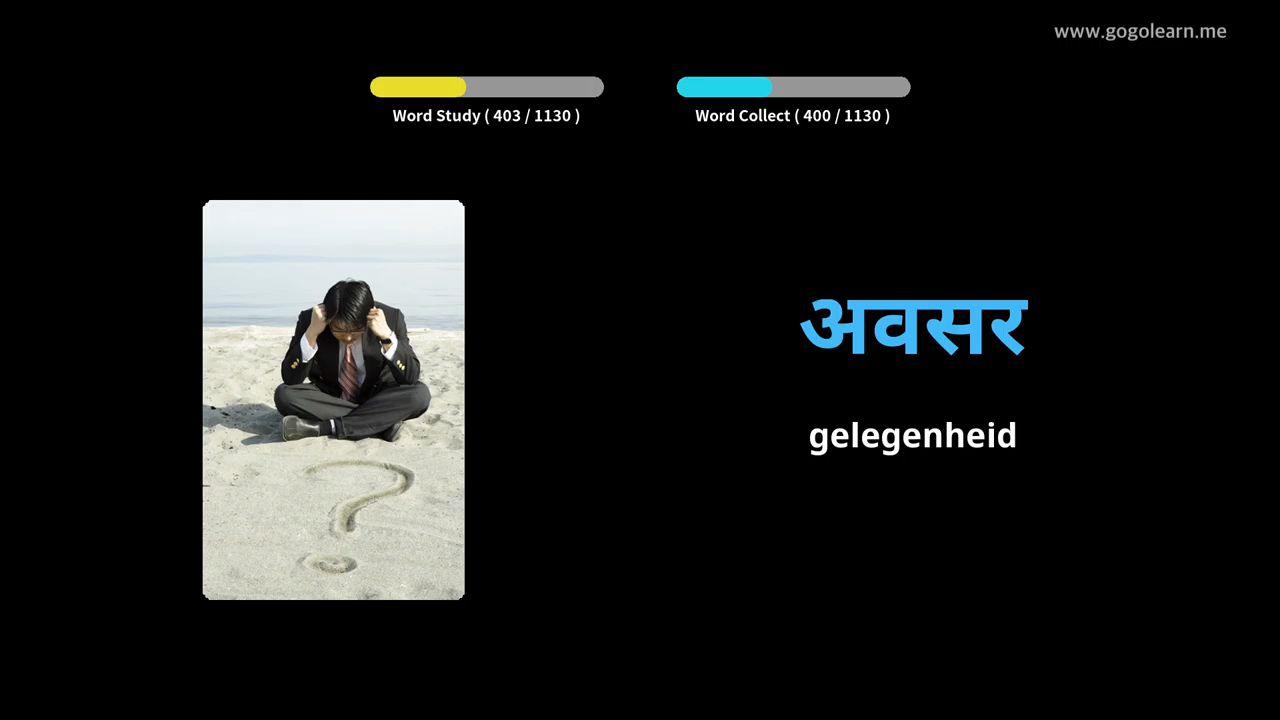 www.gogolearn.me
Word Study ( 403 / 1130 )
Word Collect ( 400 / 1130 )
अवसर
gelegenheid
?